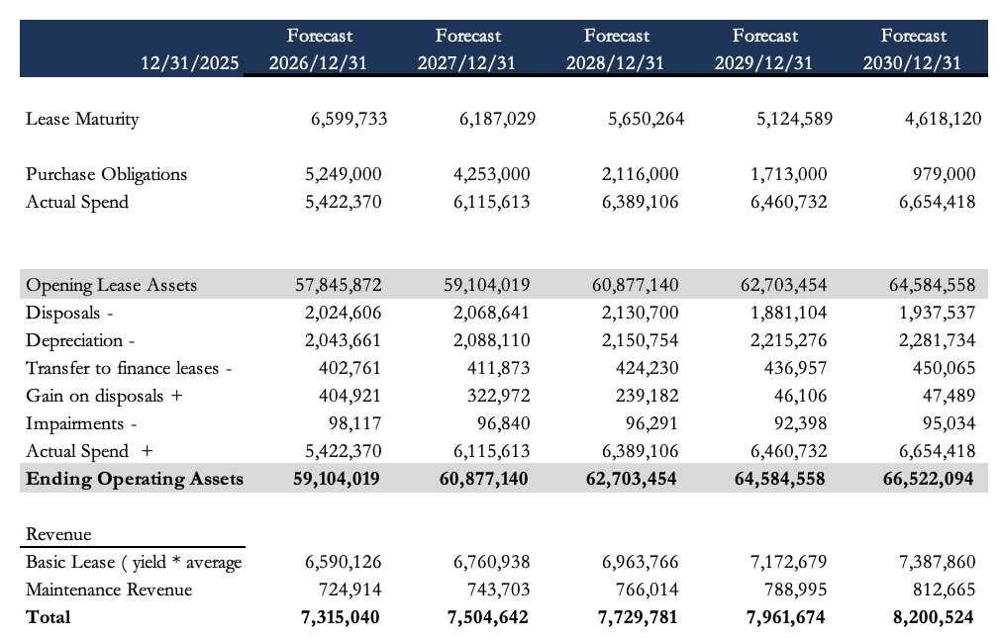 Forecast Forecast Forecast Forecast Forecast
12/31/2025 2026/12/31 2027/12/31 2028/12/31 2029/12/31 2030/12/31
Lease Maturity 6,599,733 6,187,029 5,650,264 5,124,589 4,618,120
Purchase Obligations 5,249,000 4,253,000 2,116,000 1,713,000 979,000
Actual Spend 5,422,370 6,115,613 6,389,106 6,460,732 6,654,418
Opening Lease Assets 57,845,872 59,104,019 60,877,140 62,703,454 64,584,558
Disposals - 2,024,606 2,068,641 2,130,700 1,881,104 1,937,537
Depreciation - 2,043,661 2,088,110 2,150,754 2,215,276 2,281,734
Transfer to finance leases - 402,761 411,873 424,230 436,957 450,065
Gain on disposals + 404,921 322,972 239,182 46,106 47,489
Impairments - 98,117 96,840 96,291 92,398 95,034
Actual Spend + 5,422,370 6,115,613 6,389,106 6,460,732 6,654,418
Ending Operating Assets 59,104,019 60,877,140 62,703,454 64,584,558 66,522,094
Revenue
Basic Lease ( yield * average 6,590,126 6,760,938 6,963,766 7,172,679 7,387,860
Maintenance Revenue 724,914 743,703 766,014 788,995 812,665
Total 7,315,040 7,504,642 7,729,781 7,961,674 8,200,524